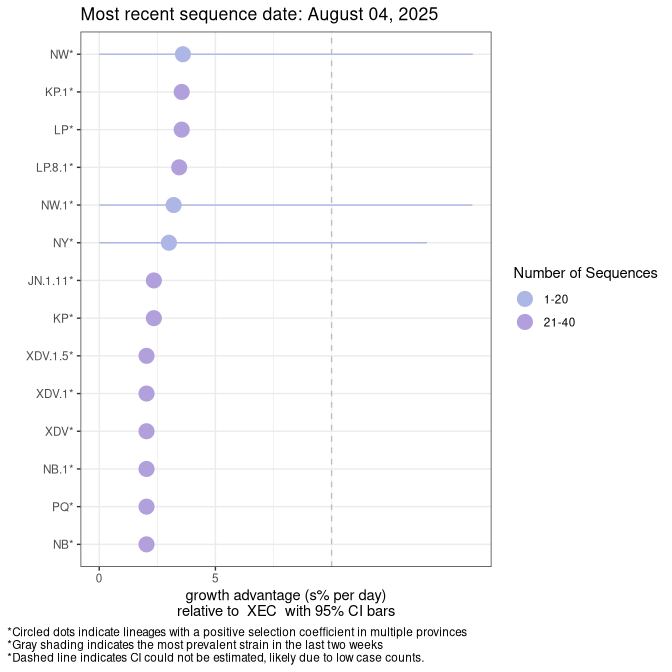 Most recent sequence date: August 04, 2025
NW*
KP.1*
LP*
LP.8.1*
NW.1*
NY*
JN.1.11*
KP*
XDV.1.5*
XDV.1*
XDV*
NB.1*
PQ*
NB*
0 5
growth advantage (s% per day)
relative to XEC with 95% CI bars
Number of Sequences
1-20
21-40
*Circled dots indicate lineages with a positive selection coefficient in multiple provinces
*Gray shading indicates the most prevalent strain in the last two weeks
*Dashed line indicates CI could not be estimated, likely due to low case counts.